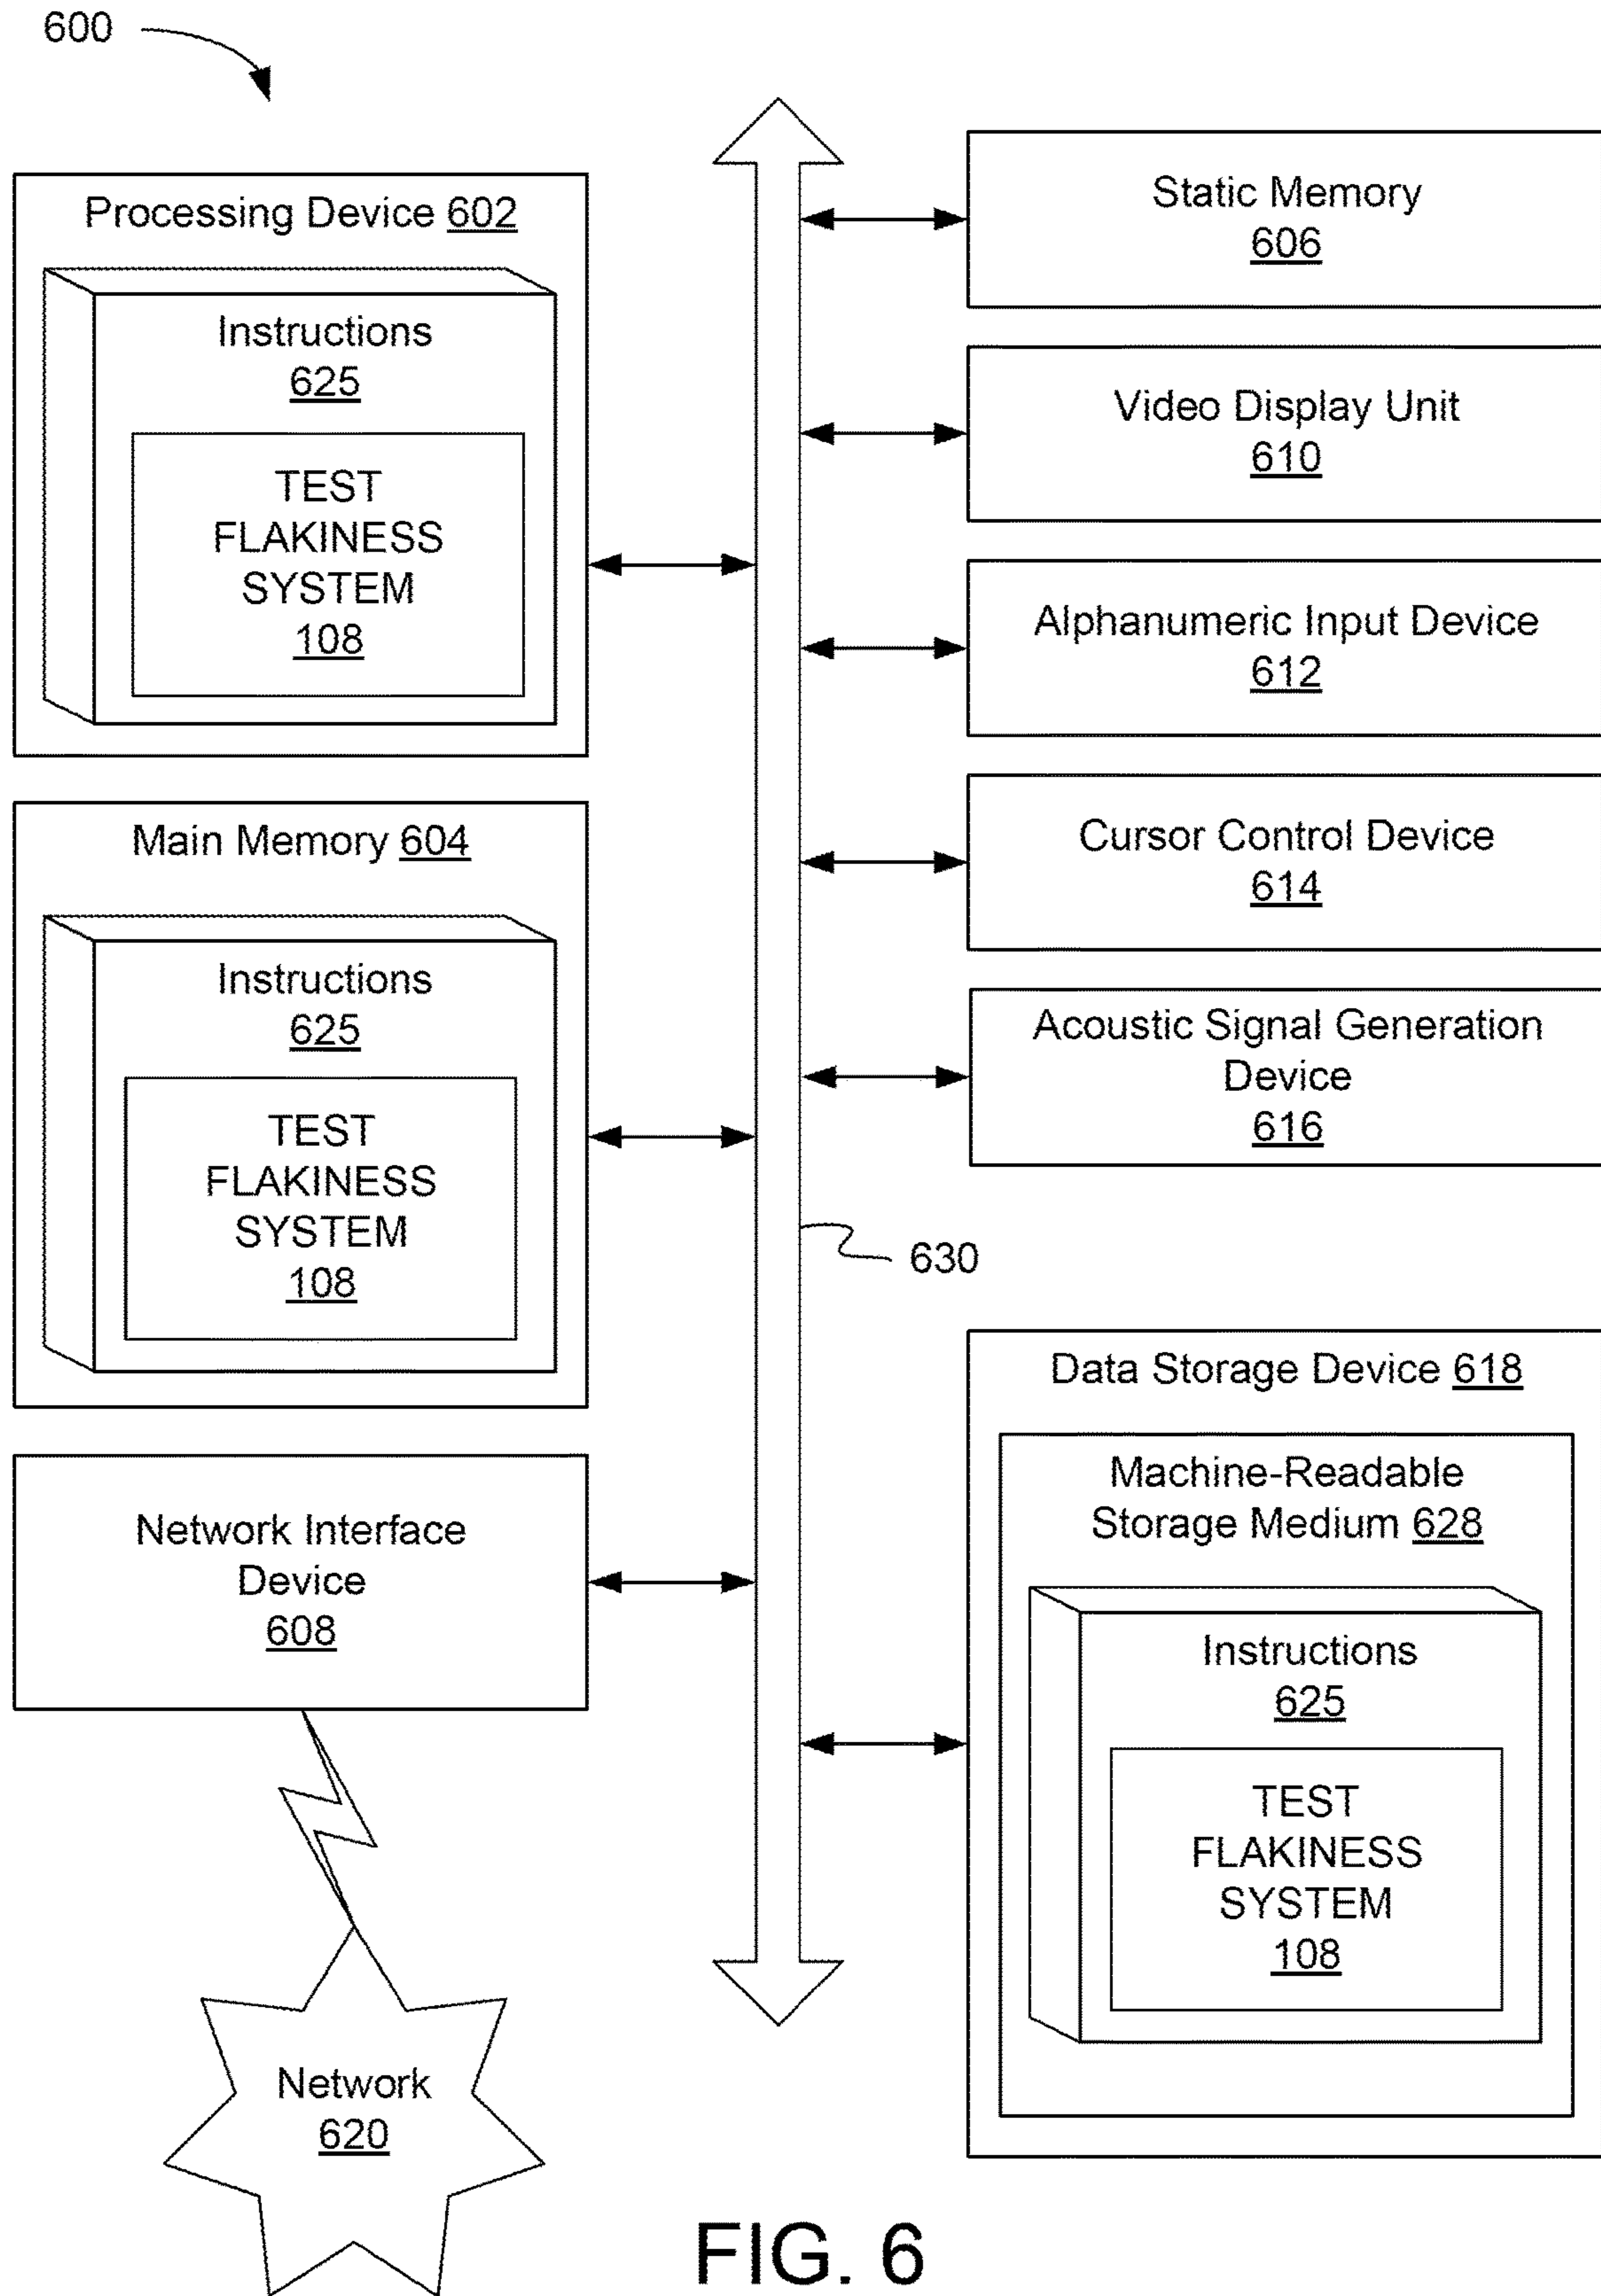 600
Processing Device 602
Instructions
625
TEST
FLAKINESS
SYSTEM
108
Main Memory 604
Instructions
625
TEST
FLAKINESS
SYSTEM
108
Network Interface
Device
608
Network
620
Static Memory
606
Video Display Unit
610
Alphanumeric Input Device
612
Cursor Control Device
614
Acoustic Signal Generation
Device
616
630
Data Storage Device 618
Machine-Readable
Storage Medium 628
Instructions
625
TEST
FLAKINESS
SYSTEM
108
FIG. 6